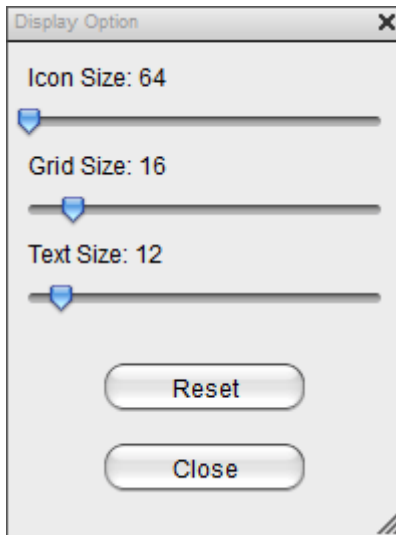 Display Option
Icon Size: 64
Grid Size: 16
Text Size: 12
Reset
Close